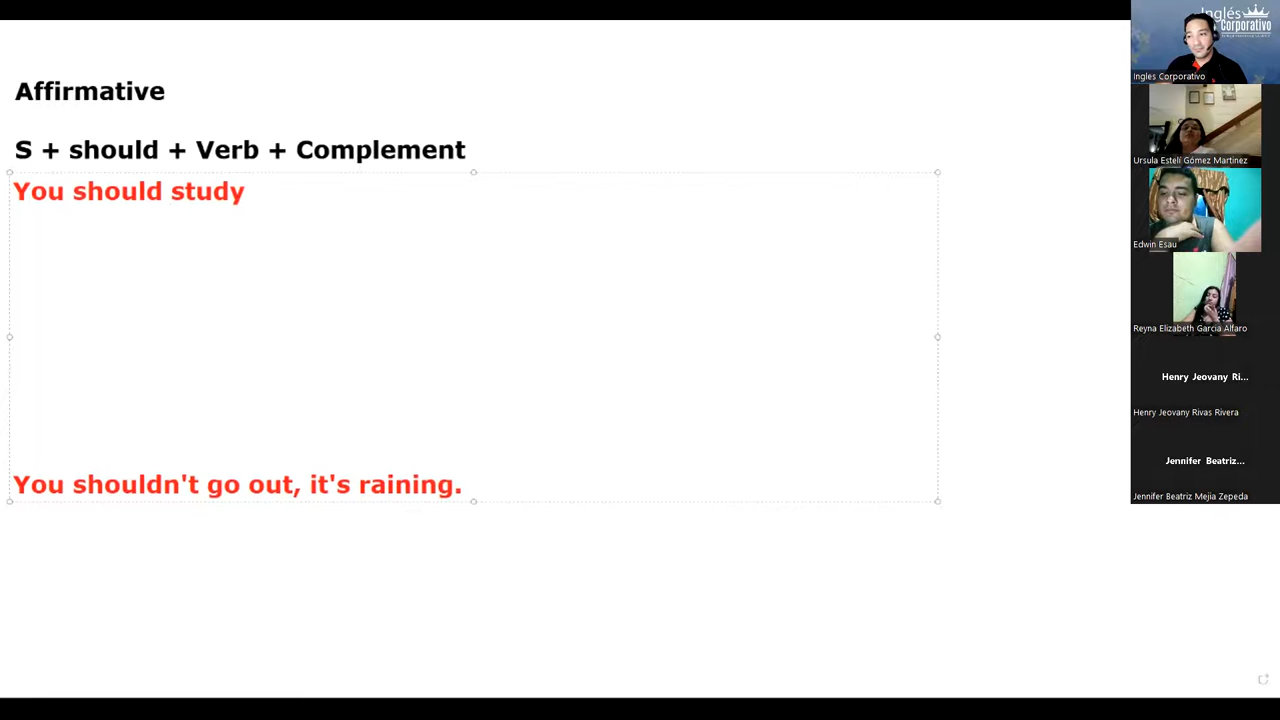 Affirmative
S + should + Verb + Complement
You should study
You shouldn't go out, it's raining.
Inglés
Corporativo
Ingles Corporativo
Ursula Estelí Gómez Martinez
Edwin Esau
Reyna Elizabeth Garcia Alfaro
Henry Jeovany Ri...
Henry Jeovany Rivas Rivera
Jennifer Beatriz...
Jennifer Beatriz Mejia Zepeda